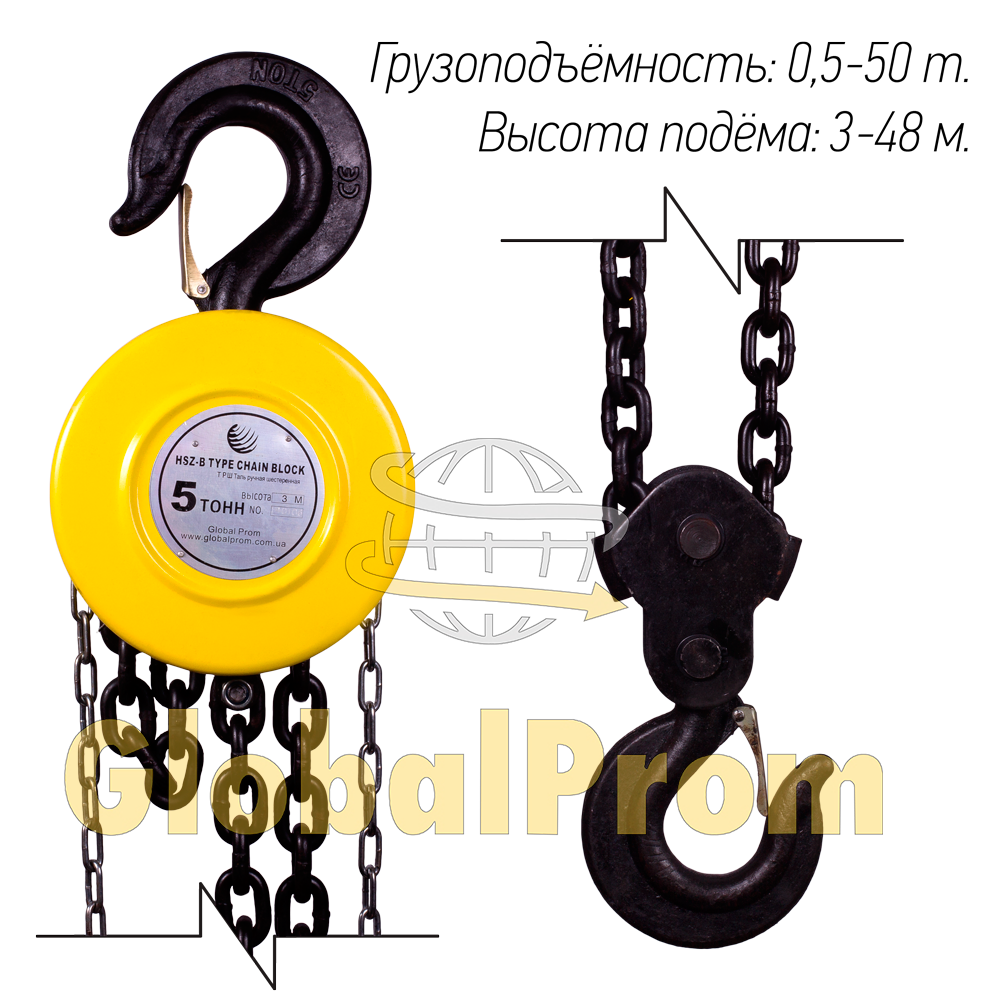 Грузоподъёмность: 0,5-50 т.
Высота подёма: 3-48 м.
5TON
CE
HSZ-B TYPE CHAIN BLOCK
ТРШ Таль ручная шестеренная
5 ТОНН
ВЫСОТА 3 М
NO.
Global Prom
www.globalprom.com.ua
GlobalProm